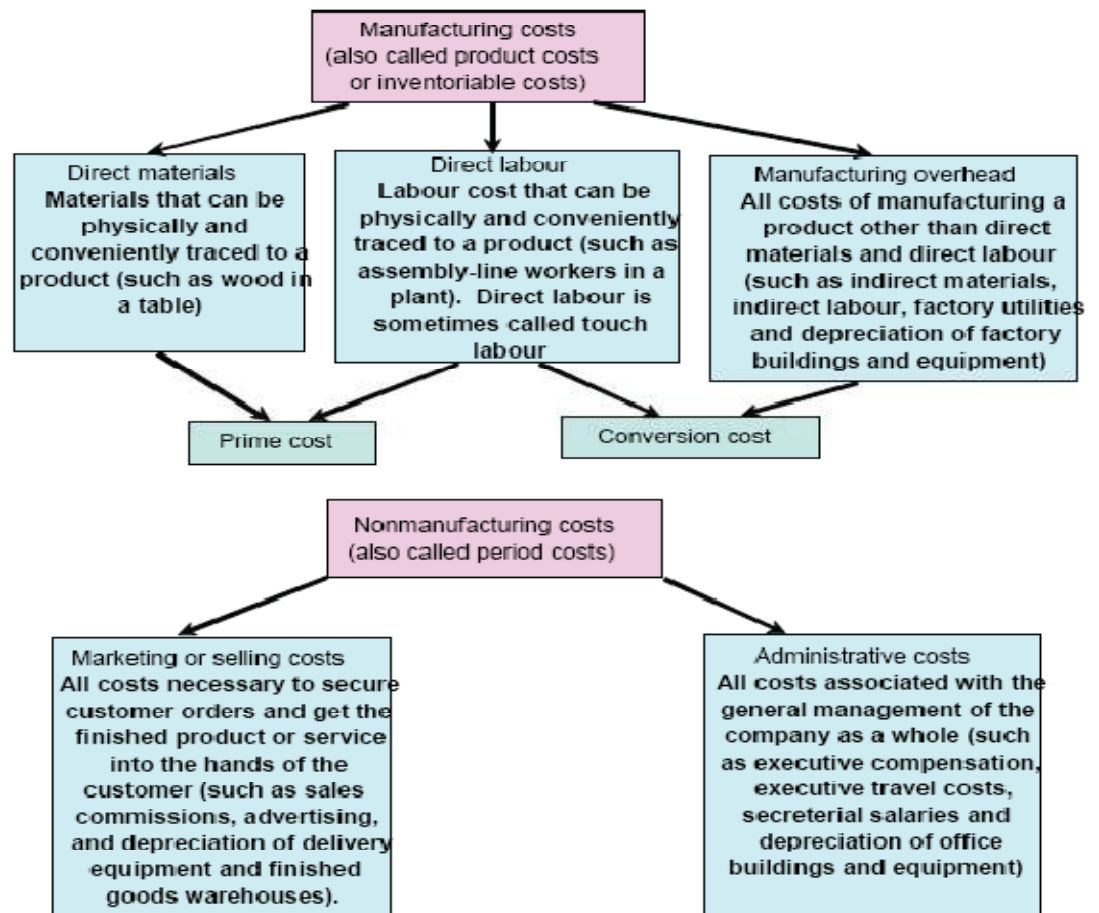 Manufacturing costs
(also called product costs
or inventoriable costs)
Direct materials
Materials that can be
physically and
conveniently traced to a
product (such as wood in
a table)
Direct labour
Labour cost that can be
physically and conveniently
traced to a product (such as
assembly-line workers in a
plant). Direct labour is
sometimes called touch
labour
Manufacturing overhead
All costs of manufacturing a
product other than direct
materials and direct labour
(such as indirect materials,
indirect labour, factory utilities
and depreciation of factory
buildings and equipment)
Prime cost
Conversion cost
Nonmanufacturing costs
(also called period costs)
Marketing or selling costs
All costs necessary to secure
customer orders and get the
finished product or service
into the hands of the
customer (such as sales
commissions, advertising,
and depreciation of delivery
equipment and finished
goods warehouses).
Administrative costs
All costs associated with the
general management of the
company as a whole (such
as executive compensation,
executive travel costs,
secreterial salaries and
depreciation of office
buildings and equipment)